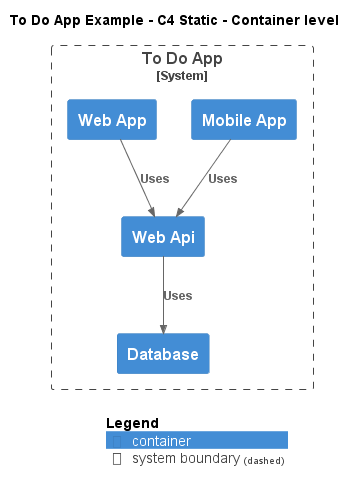 To Do App Example - C4 Static - Container level
To Do App
[System]
Web App
Mobile App
Uses
Uses
Web Api
Uses
Database
Legend
container
system boundary (dashed)